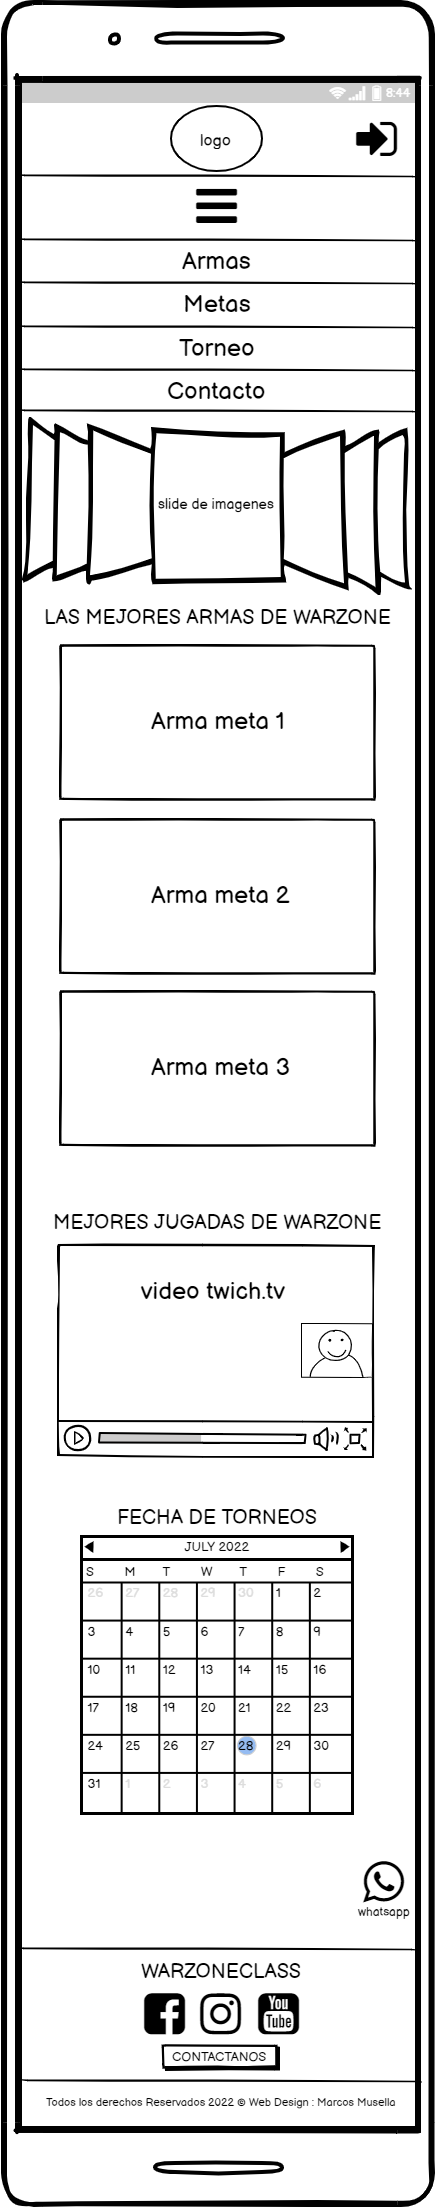 8:44
logo
Armas
Metas
Torneo
Contacto
slide de imagenes
LAS MEJORES ARMAS DE WARZONE
Arma meta 1
Arma meta 2
Arma meta 3
MEJORES JUGADAS DE WARZONE
video twich.tv
FECHA DE TORNEOS
JULY 2022
S M T W T F S
26 27 28 29 30 1 2
3 4 5 6 7 8 9
10 11 12 13 14 15 16
17 18 19 20 21 22 23
24 25 26 27 28 29 30
31 1 2 3 4 5 6
whatsapp
WARZONECLASS
You
Tube
CONTACTANOS
Todos los derechos Reservados 2022 © Web Design : Marcos Musella